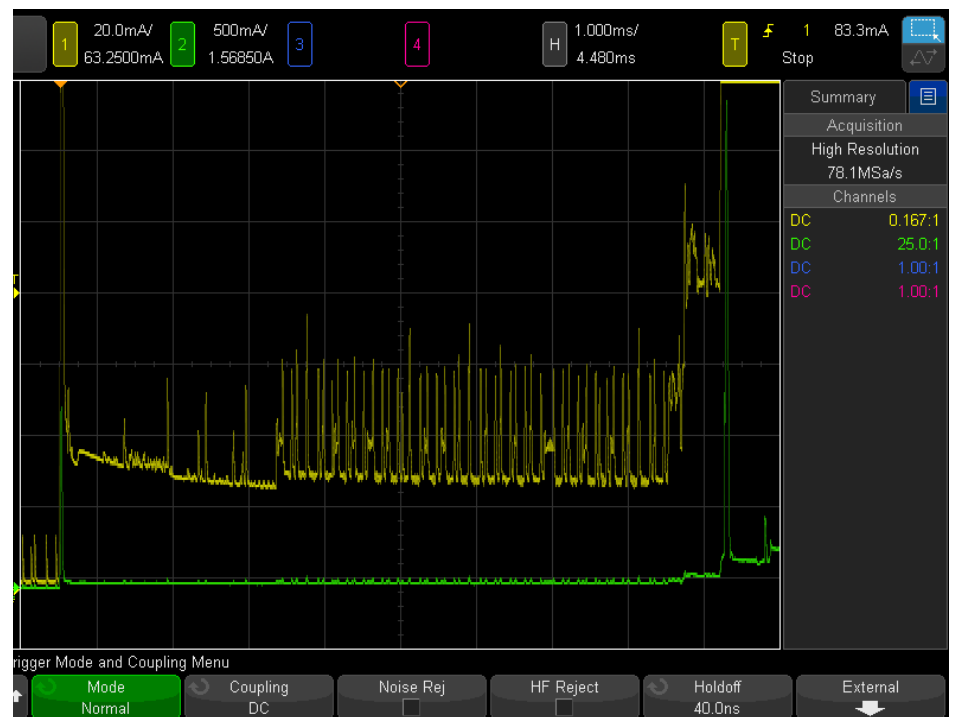 1 20.0mA/ 2 500mA/ 3 4 H 1.000ms/ T 1 83.3mA
63.2500mA 1.56850A 4.480ms Stop
Summary
Acquisition
High Resolution
78.1MSa/s
Channels
DC 0.167:1
DC 25.0:1
DC 1.00:1
DC 1.00:1
T
rigger Mode and Coupling Menu
Mode Coupling Noise Rej HF Reject Holdoff External
Normal DC 40.0ns